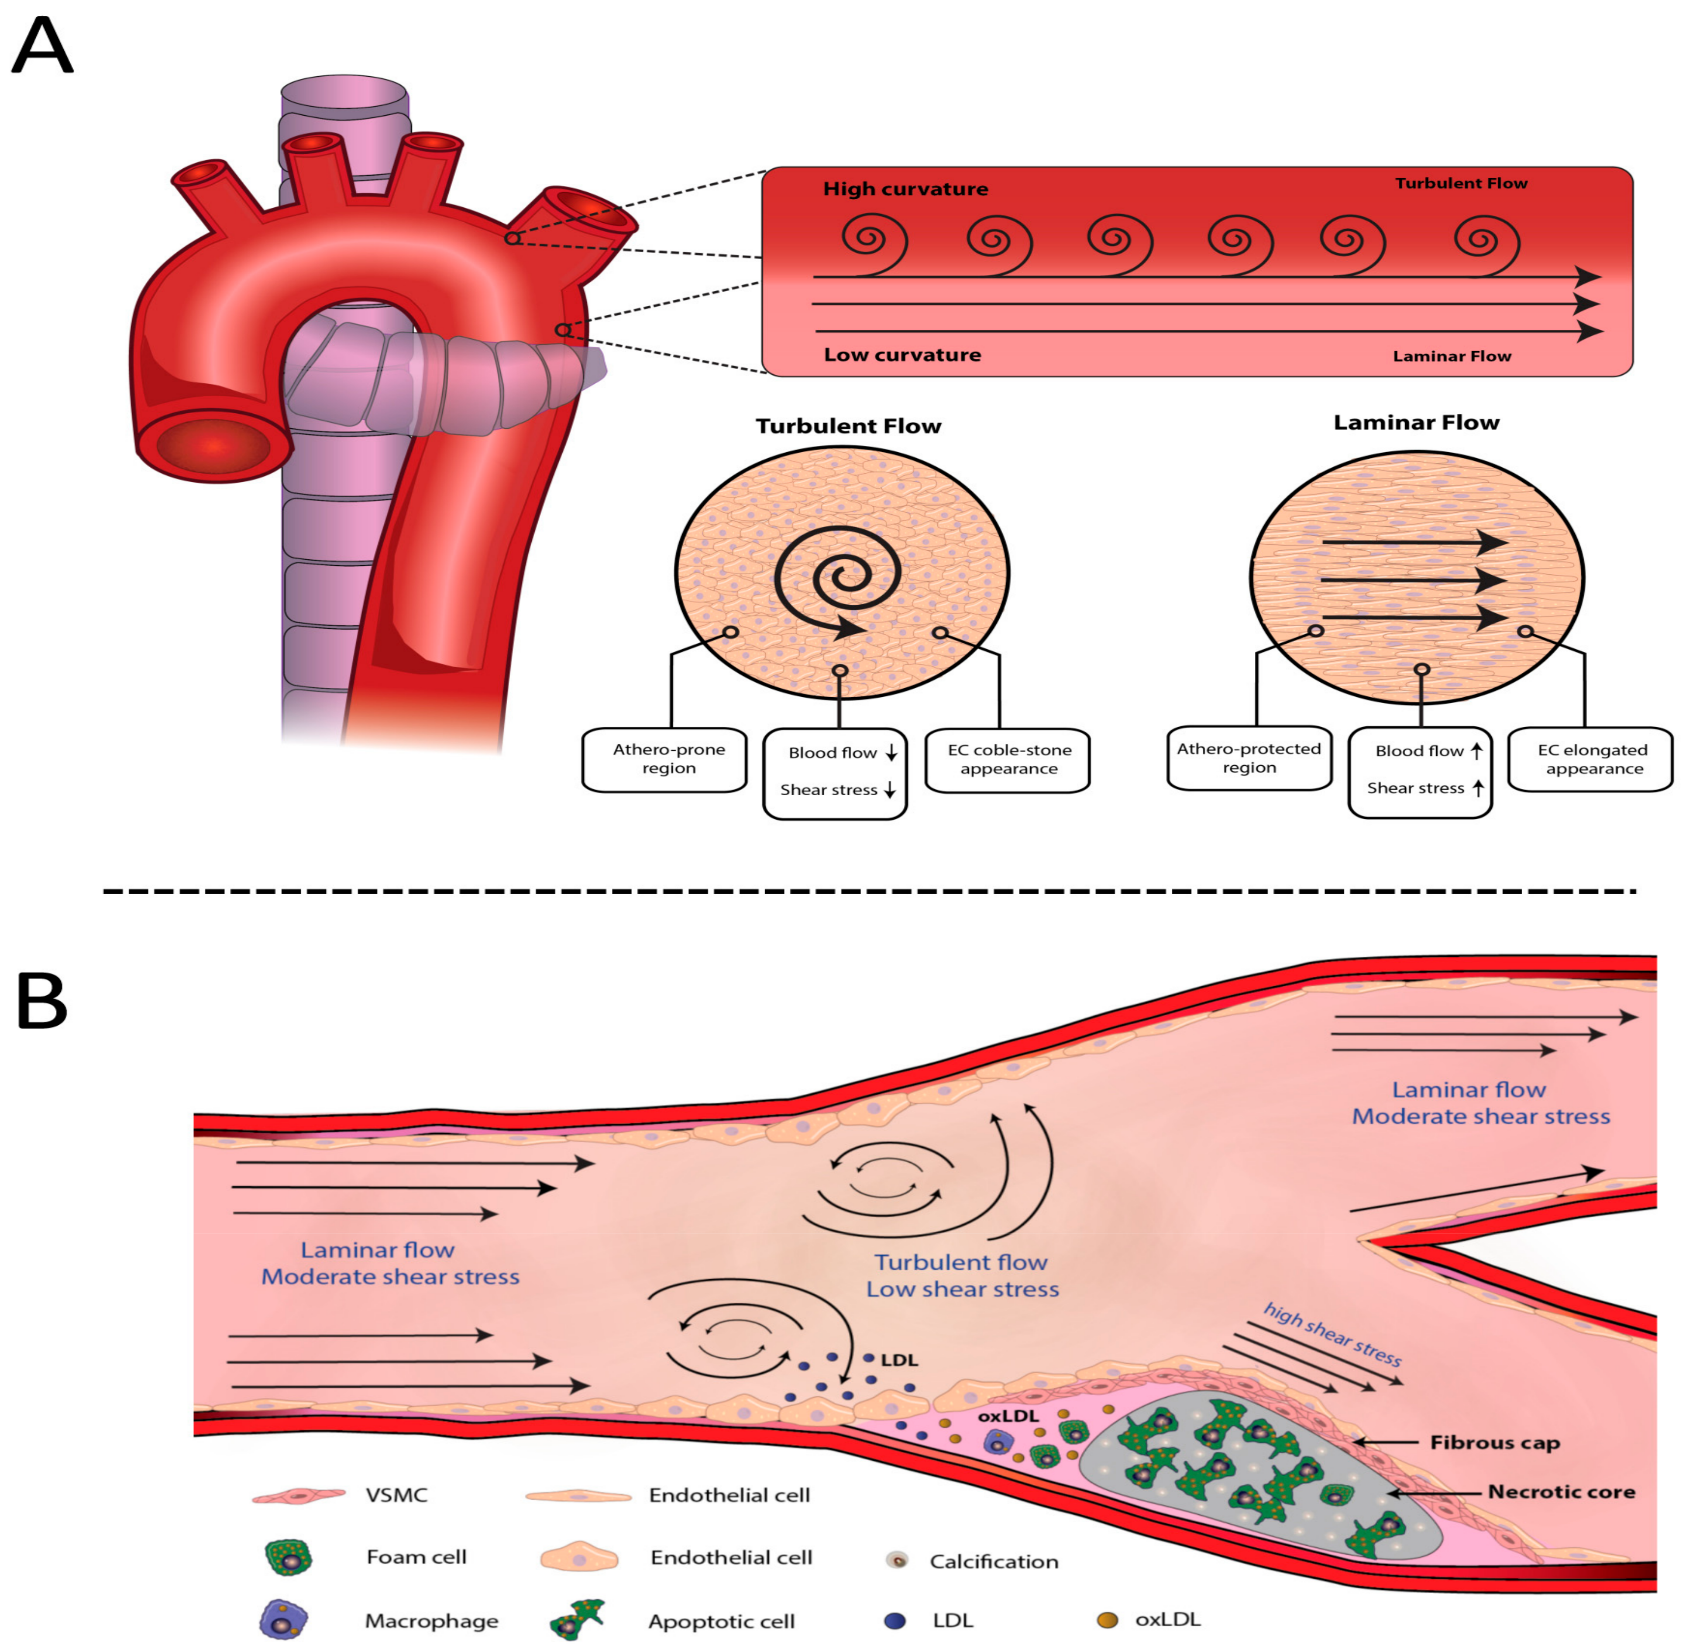 A
High curvature
Turbulent Flow
Low curvature
Laminar Flow
Turbulent Flow
Laminar Flow
Athero-prone
region
Blood flow ↓
Shear stress ↓
EC coble-stone
appearance
Athero-protected
region
Blood flow ↑
Shear stress ↑
EC elongated
appearance
B
Laminar flow
Moderate shear stress
Laminar flow
Moderate shear stress
Turbulent flow
Low shear stress
high shear stress
LDL
oxLDL
Fibrous cap
Necrotic core
VSMC
Endothelial cell
Foam cell
Endothelial cell
Calcification
Macrophage
Apoptotic cell
LDL
oxLDL